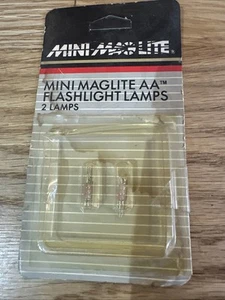 MINI MAG-LITE
MINI MAGLITE AA™
FLASHLIGHT LAMPS
2 LAMPS